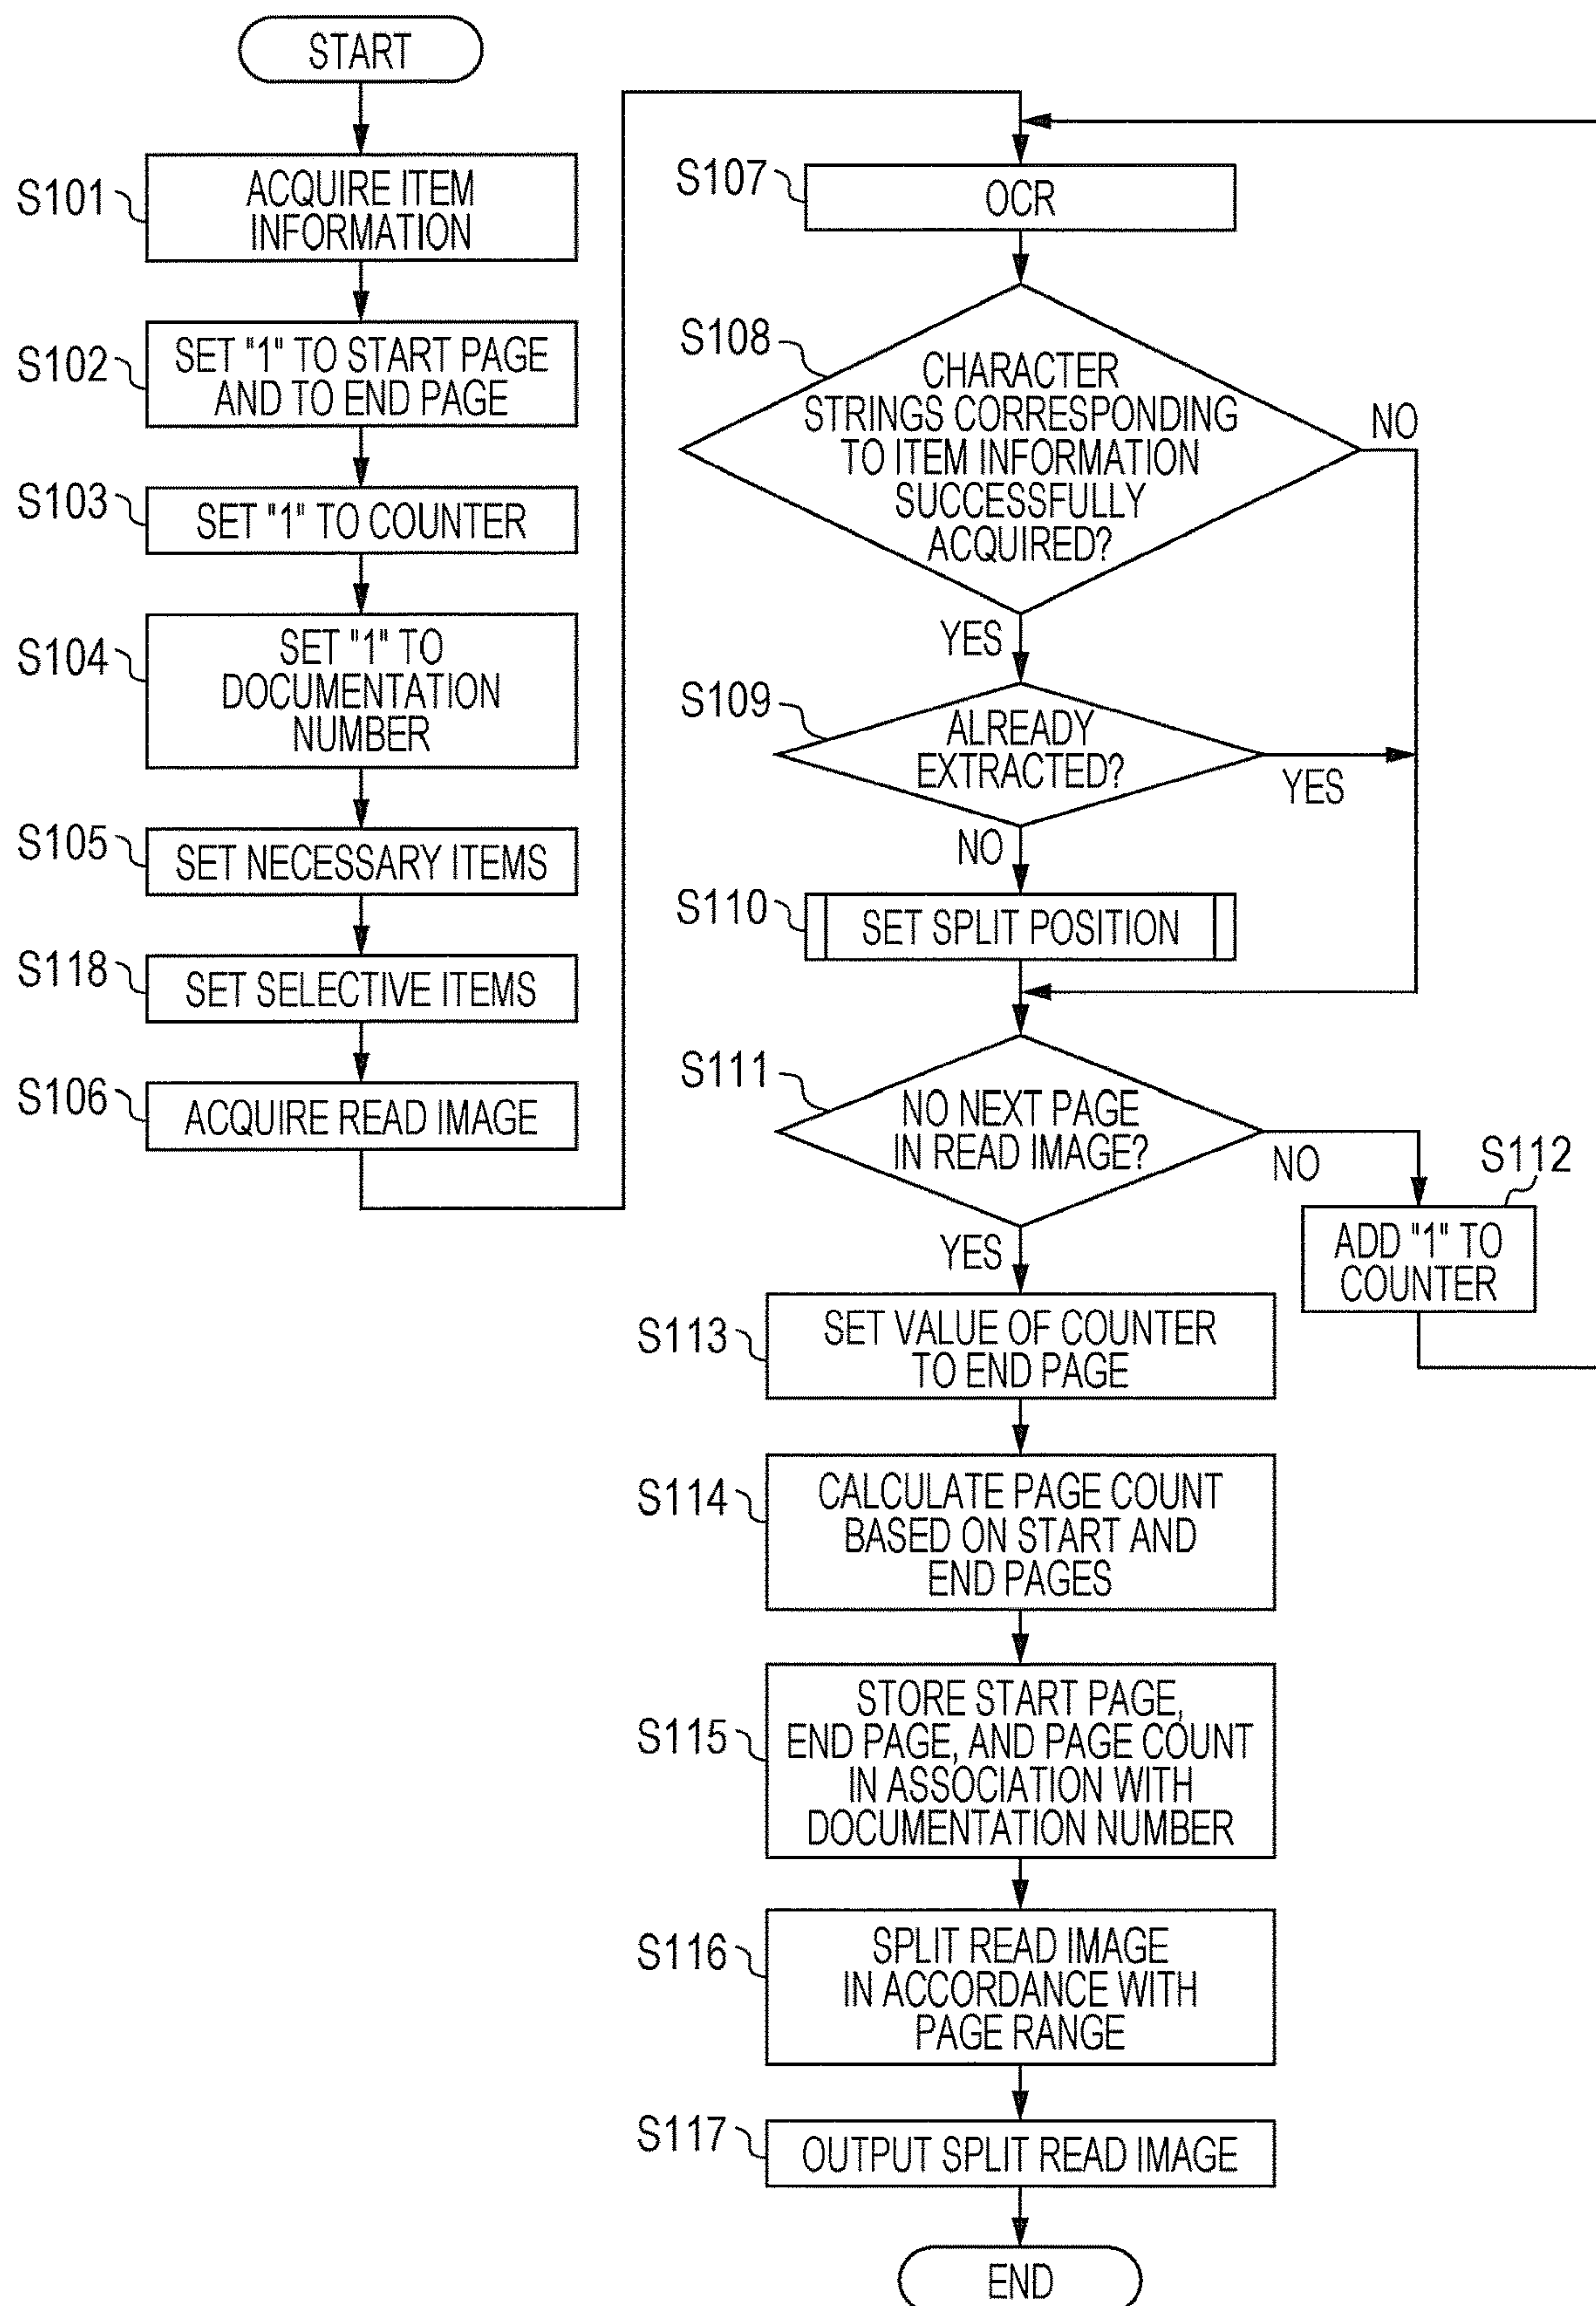 START
S101
ACQUIRE ITEM
INFORMATION
S102
SET "1" TO START PAGE
AND TO END PAGE
S103
SET "1" TO COUNTER
S104
SET "1" TO
DOCUMENTATION
NUMBER
S105
SET NECESSARY ITEMS
S118
SET SELECTIVE ITEMS
S106
ACQUIRE READ IMAGE
S107
OCR
S108
CHARACTER
STRINGS CORRESPONDING
TO ITEM INFORMATION
SUCCESSFULLY
ACQUIRED?
NO
YES
S109
ALREADY
EXTRACTED?
YES
NO
S110
SET SPLIT POSITION
S111
NO NEXT PAGE
IN READ IMAGE?
NO
S112
ADD "1" TO
COUNTER
YES
S113
SET VALUE OF COUNTER
TO END PAGE
S114
CALCULATE PAGE COUNT
BASED ON START AND
END PAGES
S115
STORE START PAGE,
END PAGE, AND PAGE COUNT
IN ASSOCIATION WITH
DOCUMENTATION NUMBER
S116
SPLIT READ IMAGE
IN ACCORDANCE WITH
PAGE RANGE
S117
OUTPUT SPLIT READ IMAGE
END